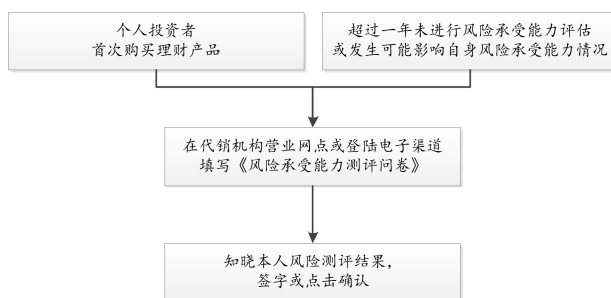 个人投资者
首次购买理财产品
超过一年未进行风险承受能力评估
或发生可能影响自身风险承受能力情况
在代销机构营业网点或登陆电子渠道
填写《风险承受能力测评问卷》
知晓本人风险测评结果，
签字或点击确认